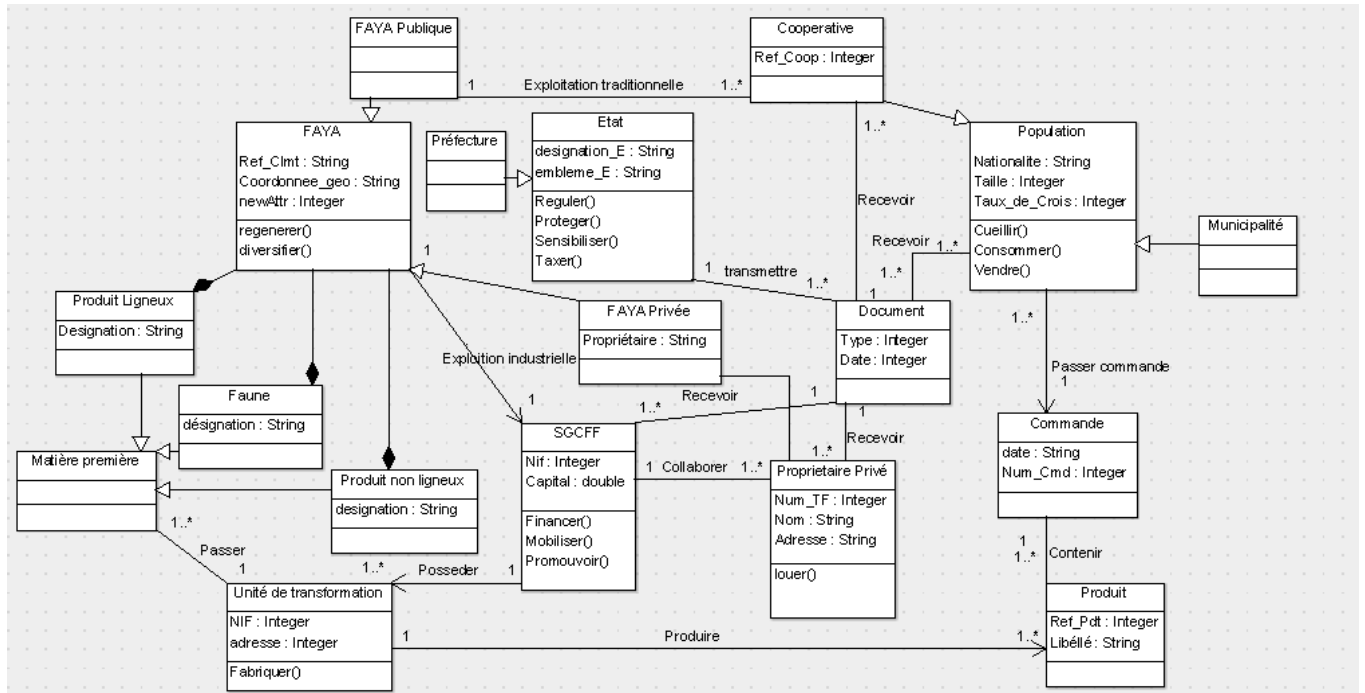 FAYA Publique
Cooperative
Ref_Coop : Integer
1
Exploitation traditionnelle
1..*
FAYA
Ref_Clmt : String
Coordonnee_geo : String
newAttr : Integer
regenerer()
diversifier()
Préfecture
Etat
designation_E : String
embleme_E : String
Reguler()
Proteger()
Sensibiliser()
Taxer()
1..*
Recevoir
Population
Nationalite : String
Taille : Integer
Taux_de_Crois : Integer
Cueillir()
Consommer()
Vendre()
Municipalité
Recevoir
1..*
1
1
transmettre
1..*
1..*
1
Produit Ligneux
Designation : String
FAYA Privée
Propriétaire : String
Document
Type : Integer
Date : Integer
1..*
Exploition industrielle
Passer commande
1
Faune
désignation : String
1
Recevoir
1..*
1
1
Recevoir
1..*
Commande
date : String
Num_Cmd : Integer
SGCFF
Nif : Integer
Capital : double
Financer()
Mobiliser()
Promouvoir()
1
Collaborer
1..*
Proprietaire Privé
Num_TF : Integer
Nom : String
Adresse : String
louer()
Matière première
Produit non ligneux
designation : String
1..*
Passer
1
1..*
Posseder
1
1
1..*
Contenir
Unité de transformation
NIF : Integer
adresse : Integer
Fabriquer()
1
Produire
1..*
Produit
Ref_Pdt : Integer
Libéllé : String